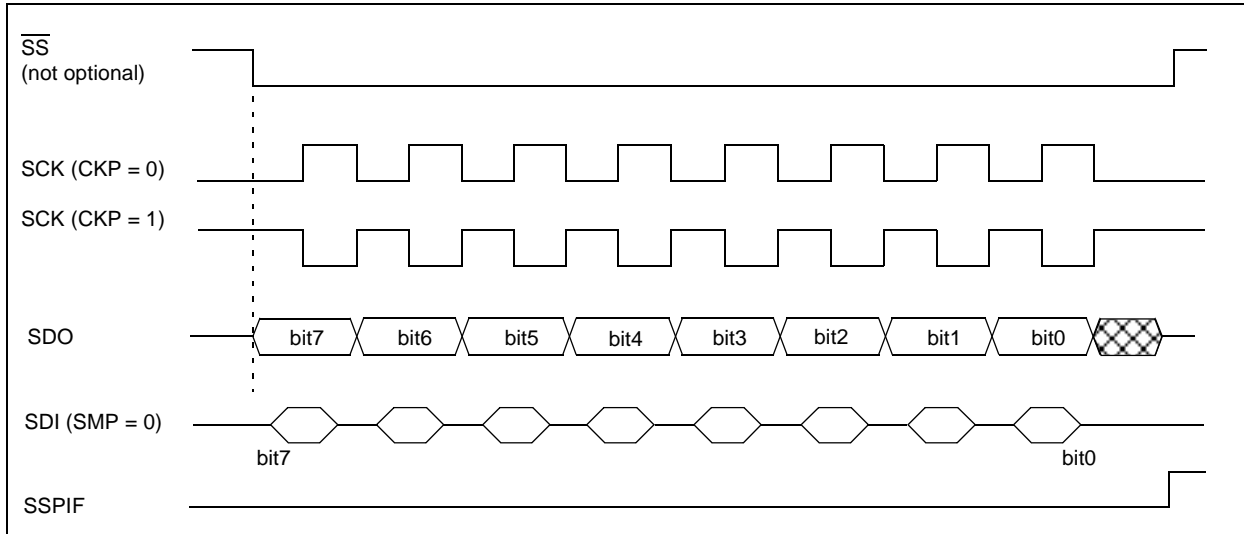 SS
(not optional)
SCK (CKP = 0)
SCK (CKP = 1)
SDO
bit7 bit6 bit5 bit4 bit3 bit2 bit1 bit0
SDI (SMP = 0)
bit7 bit0
SSPIF